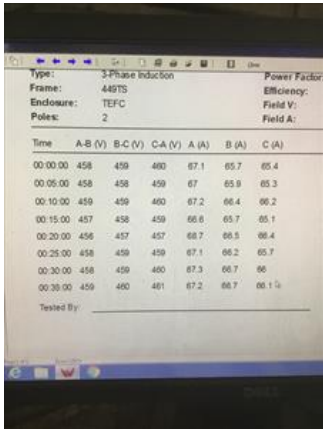 Close
Type: 3-Phase Induction Power Factor
Frame: 449TS Efficiency:
Enclosure: TEFC Field V:
Poles: 2 Field A:
Time A-B (V) B-C (V) C-A (V) A (A) B (A) C (A)
00:00:00 458 459 460 67.1 65.7 65.4
00:05:00 458 458 459 67 65.9 65.3
00:10:00 459 459 460 67.2 66.4 66.2
00:15:00 457 458 459 66.6 65.7 65.1
00:20:00 456 457 457 66.7 66.5 66.4
00:25:00 458 459 459 67.1 66.2 65.7
00:30:00 458 459 460 67.3 66.7 66
00:35:00 459 460 461 67.2 66.7 66.1
Tested By:
DELL